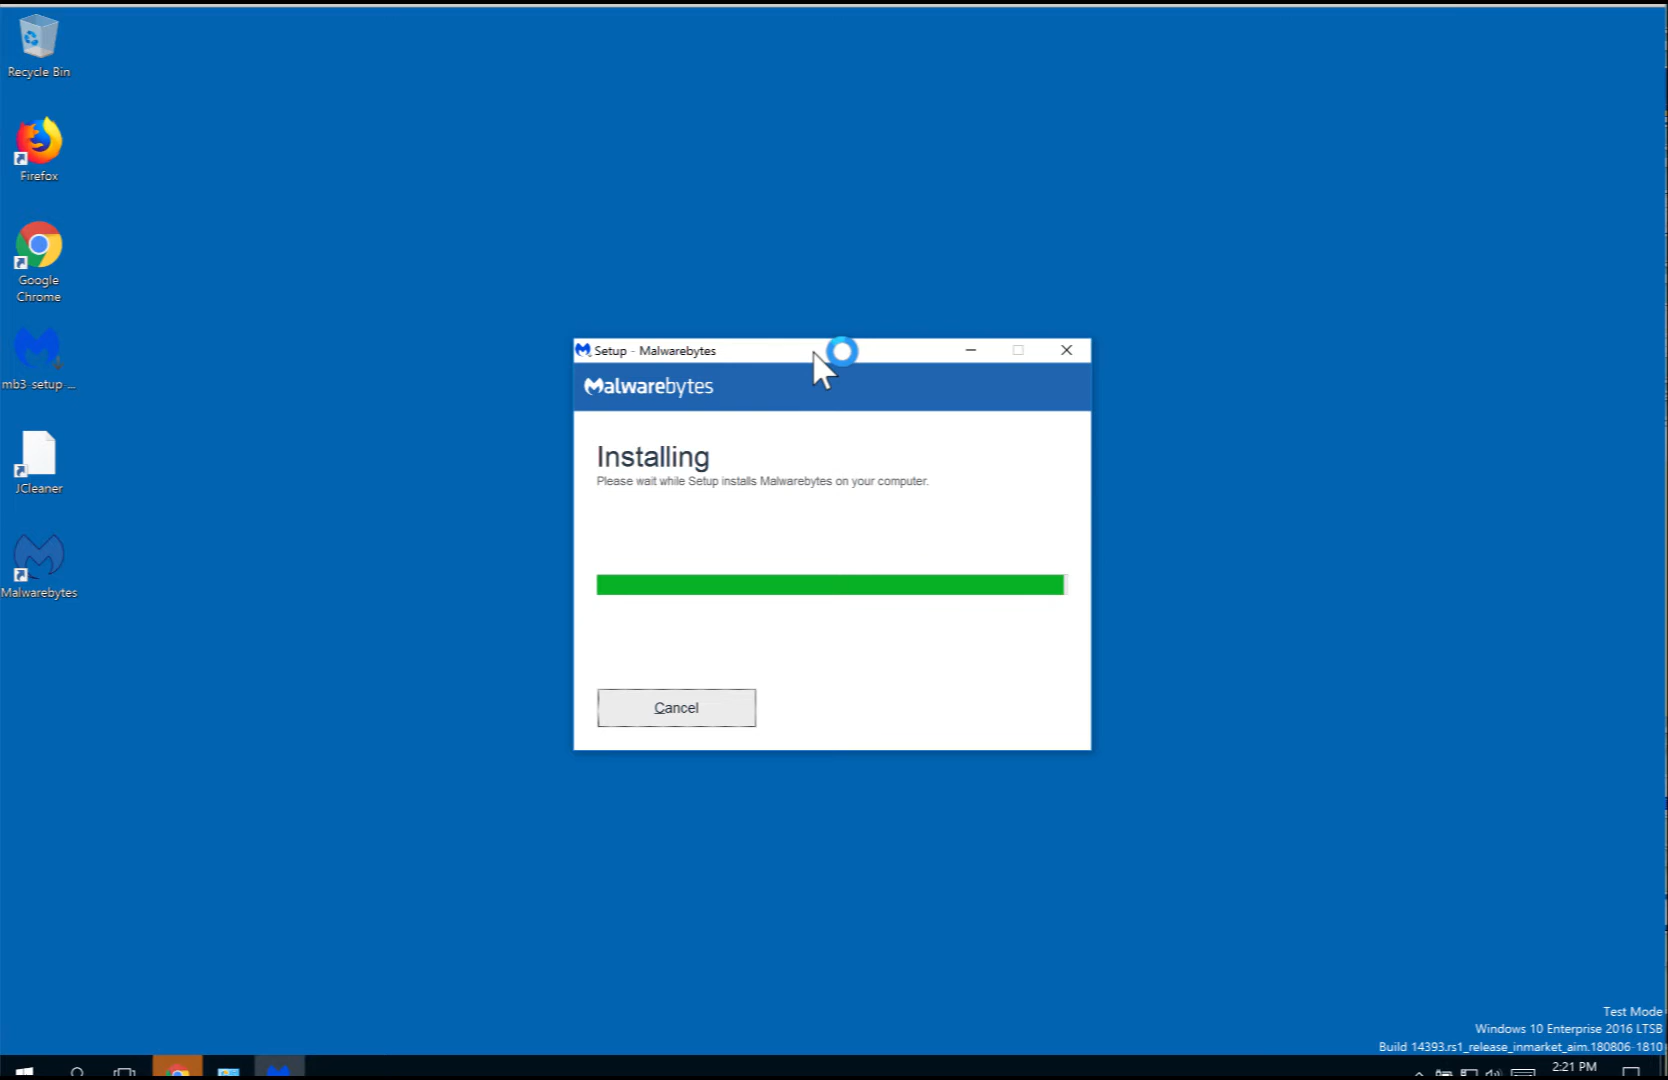 Recycle Bin
Firefox
Google
Chrome
mb3-setup-...
JCleaner
Malwarebytes
Setup - Malwarebytes
Malwarebytes
Installing
Please wait while Setup installs Malwarebytes on your computer.
Cancel
Test Mode
Windows 10 Enterprise 2016 LTSB
Build 14393.rs1_release_inmarket_aim.180806-1810
2:21 PM